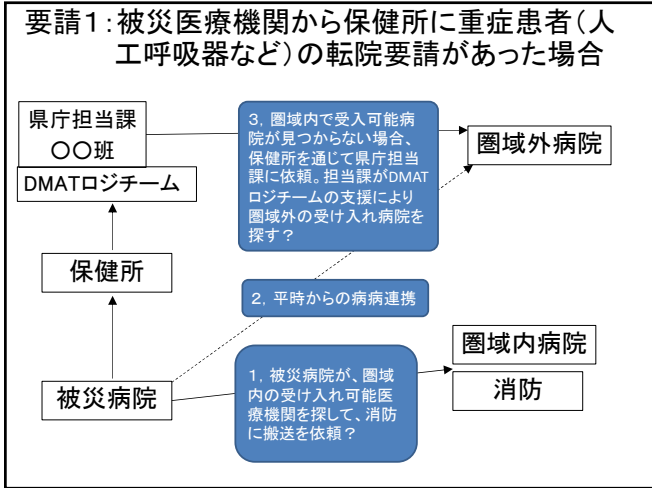 要請１：被災医療機関から保健所に重症患者（人
工呼吸器など）の転院要請があった場合
県庁担当課
〇〇班
DMATロジチーム
3，圏域内で受入可能病
院が見つからない場合、
保健所を通じて県庁担当
課に依頼。担当課がDMAT
ロジチームの支援により
圏域外の受け入れ病院を
探す？
圏域外病院
保健所
2，平時からの病病連携
圏域内病院
被災病院
1，被災病院が、圏域
内の受け入れ可能医
療機関を探して、消防
に搬送を依頼？
消防